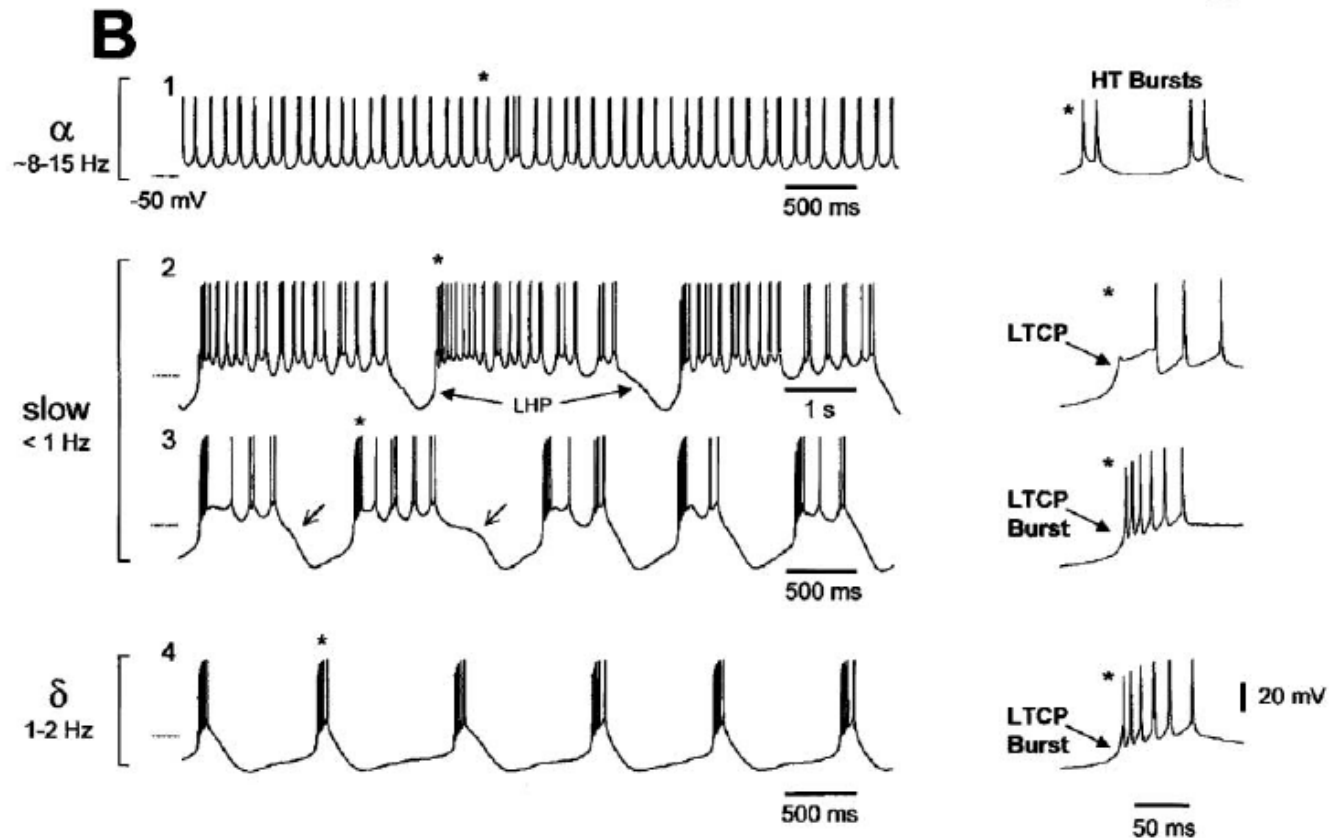 B
1
*
α
~8-15 Hz
-50 mV
500 ms
HT Bursts
*
2
*
slow
< 1 Hz
LHP
1 s
LTCP
*
3
*
500 ms
LTCP
Burst
*
4
*
δ
1-2 Hz
500 ms
LTCP
Burst
*
20 mV
50 ms